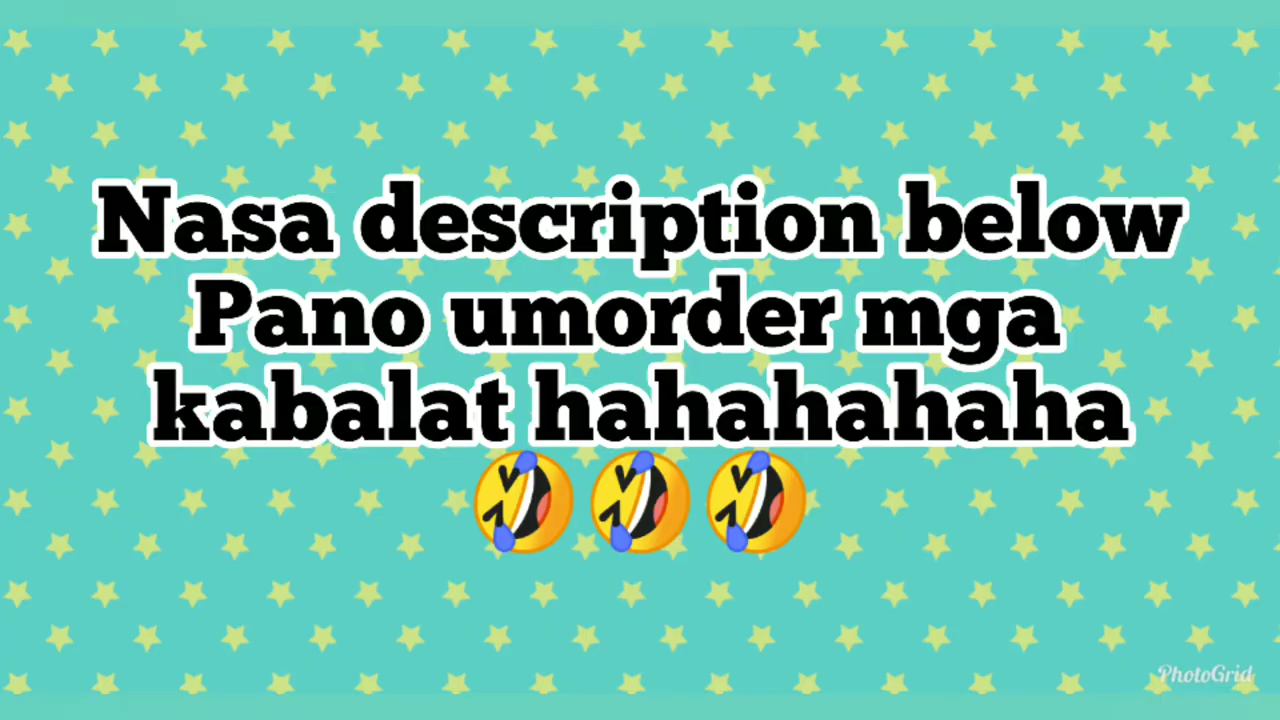 Nasa description below
Pano umorder mga
kabalat hahahahaha
🤣🤣🤣
PhotoGrid